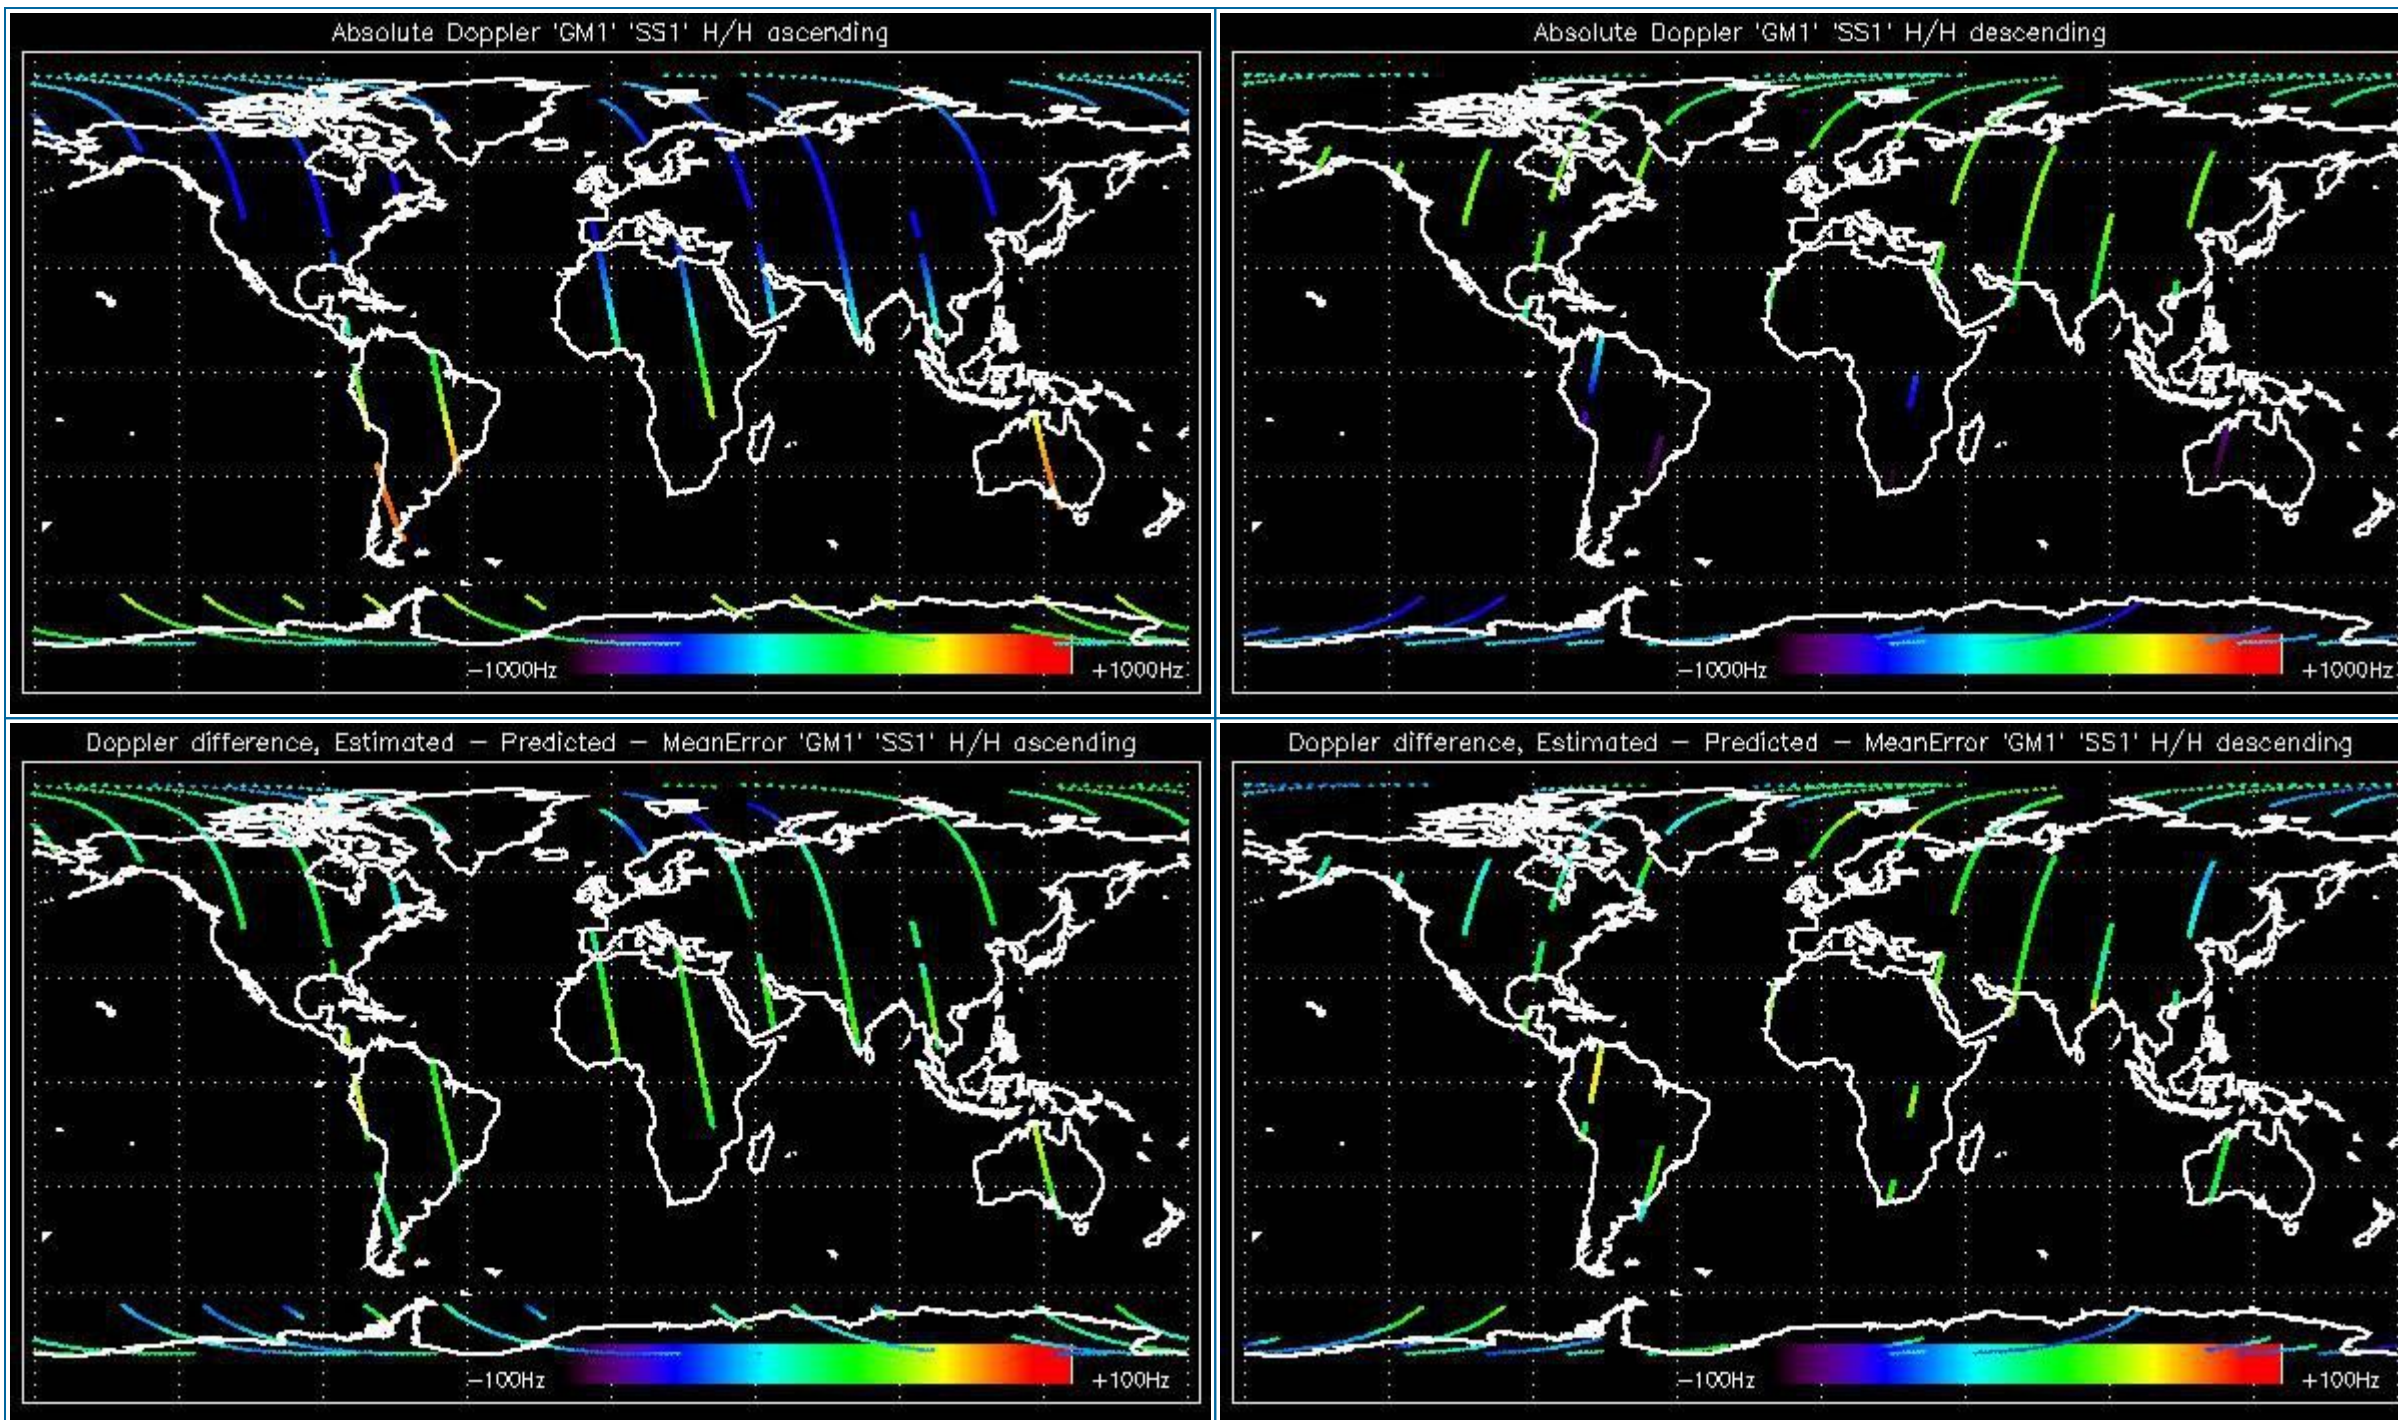 Absolute Doppler 'GM1' 'SS1' H/H ascending
-1000Hz +1000Hz
Absolute Doppler 'GM1' 'SS1' H/H descending
-1000Hz +1000Hz
Doppler difference, Estimated - Predicted - MeanError 'GM1' 'SS1' H/H ascending
-100Hz +100Hz
Doppler difference, Estimated - Predicted - MeanError 'GM1' 'SS1' H/H descending
-100Hz +100Hz